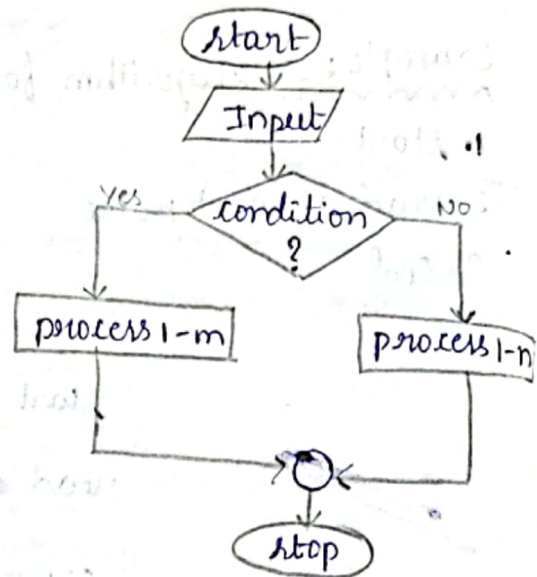 start
Input
condition
?
Yes
No
process 1-m
process 1-n
stop